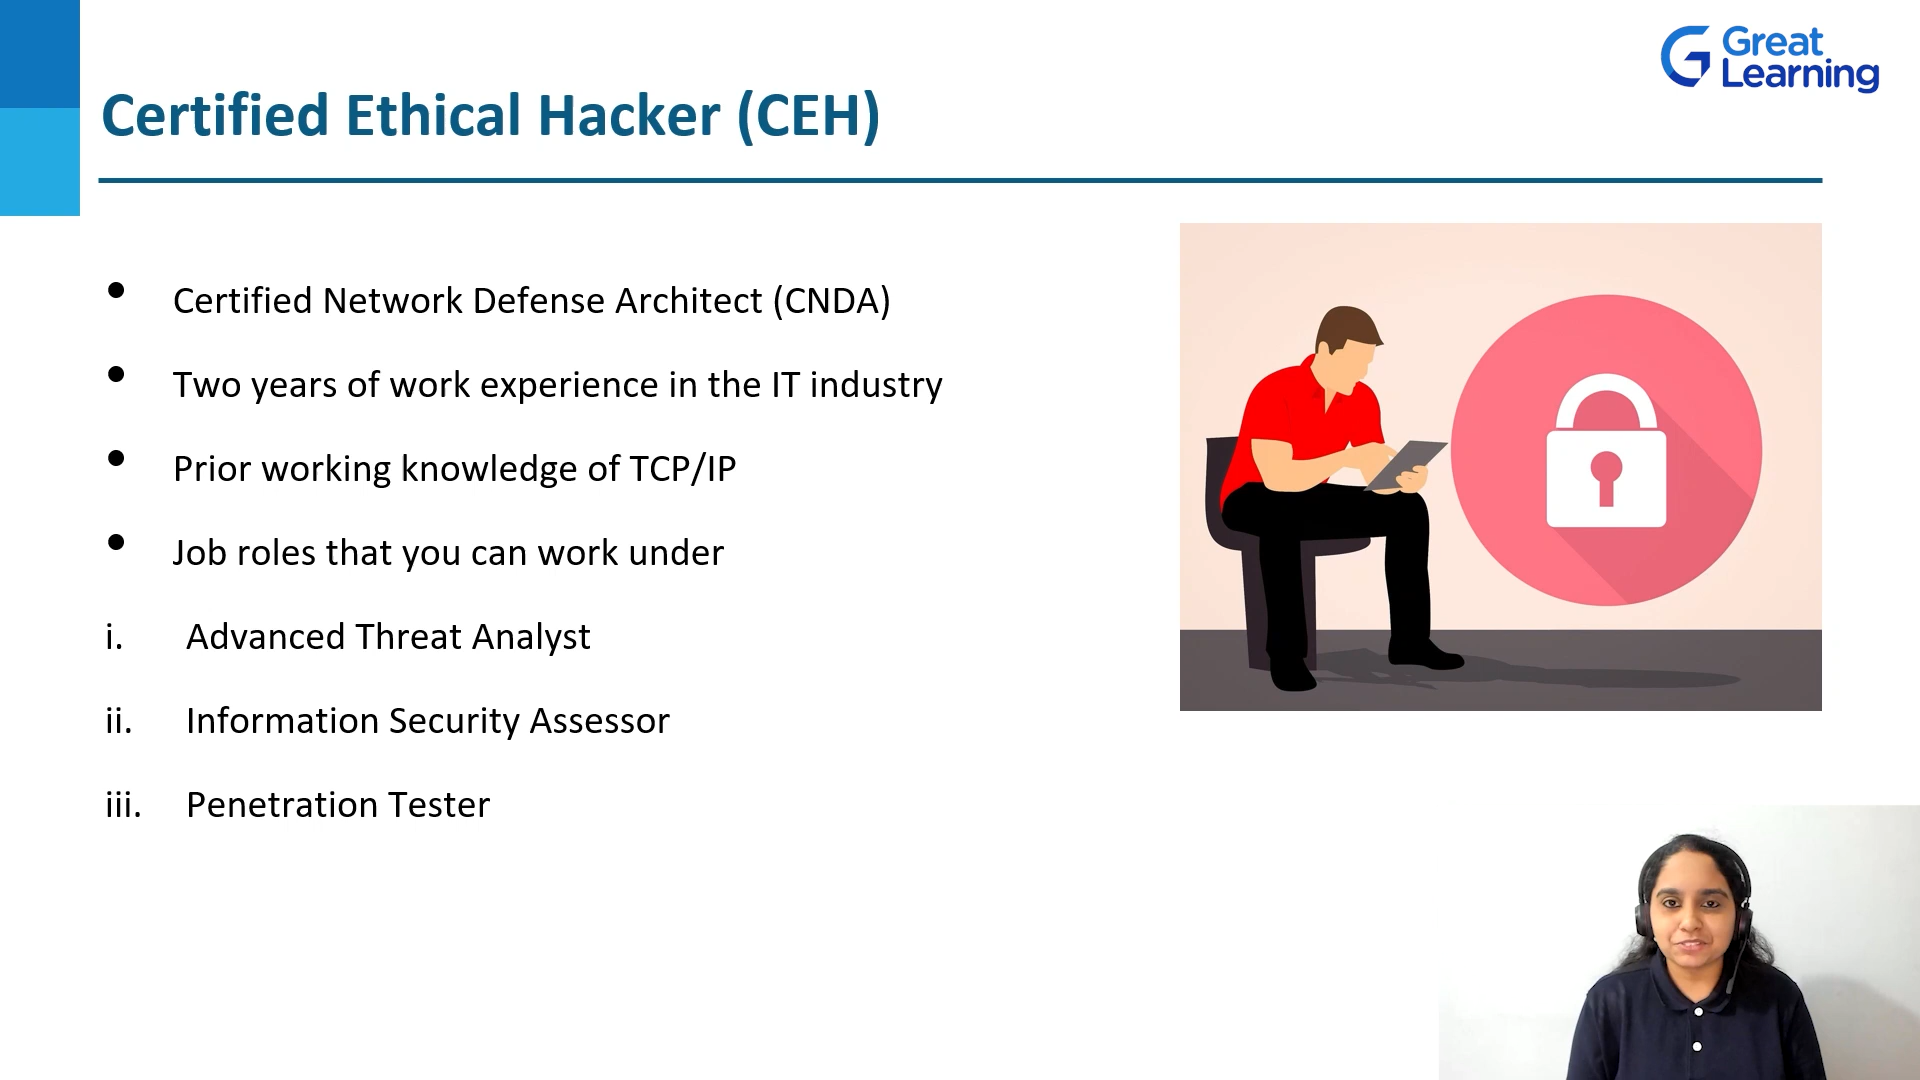 Great
Learning
Certified Ethical Hacker (CEH)
• Certified Network Defense Architect (CNDA)
• Two years of work experience in the IT industry
• Prior working knowledge of TCP/IP
• Job roles that you can work under
i. Advanced Threat Analyst
ii. Information Security Assessor
iii. Penetration Tester